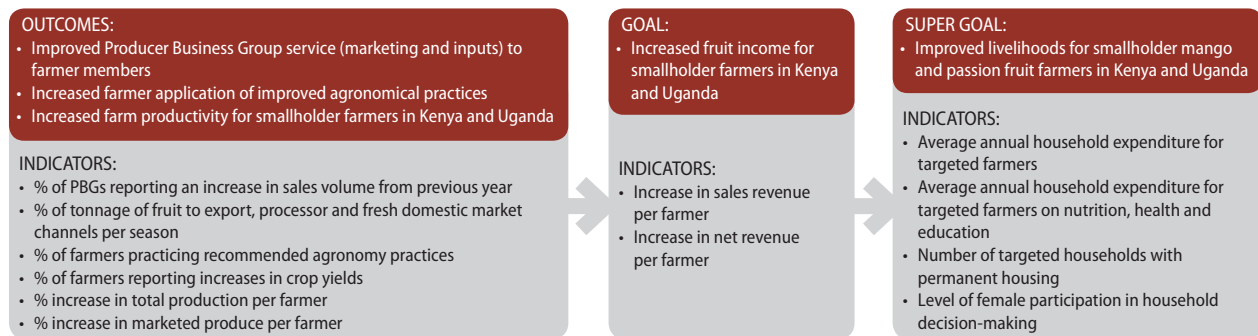 OUTCOMES:
• Improved Producer Business Group service (marketing and inputs) to
farmer members
• Increased farmer application of improved agronomical practices
• Increased farm productivity for smallholder farmers in Kenya and Uganda
INDICATORS:
• % of PBGs reporting an increase in sales volume from previous year
• % of tonnage of fruit to export, processor and fresh domestic market
channels per season
• % of farmers practicing recommended agronomy practices
• % of farmers reporting increases in crop yields
• % increase in total production per farmer
• % increase in marketed produce per farmer
GOAL:
• Increased fruit income for
smallholder farmers in Kenya
and Uganda
INDICATORS:
• Increase in sales revenue
per farmer
• Increase in net revenue
per farmer
SUPER GOAL:
• Improved livelihoods for smallholder mango
and passion fruit farmers in Kenya and Uganda
INDICATORS:
• Average annual household expenditure for
targeted farmers
• Average annual household expenditure for
targeted farmers on nutrition, health and
education
• Number of targeted households with
permanent housing
• Level of female participation in household
decision-making